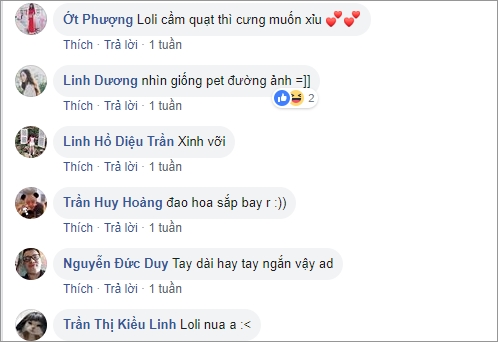 Ớt Phượng Loli cầm quạt thì cưng muốn xỉu 💕💕
Thích · Trả lời · 1 tuần
Linh Dương nhìn giống pet đường ảnh =]]
2
Thích · Trả lời · 1 tuần
Linh Hồ Diệu Trần Xinh vỡi
Thích · Trả lời · 1 tuần
Trần Huy Hoảng đao hoa sắp bay r :))
Thích · Trả lời · 1 tuần
Nguyễn Đức Duy Tay dài hay tay ngắn vậy ad
Thích · Trả lời · 1 tuần
Trần Thị Kiều Linh Loli nua a :<